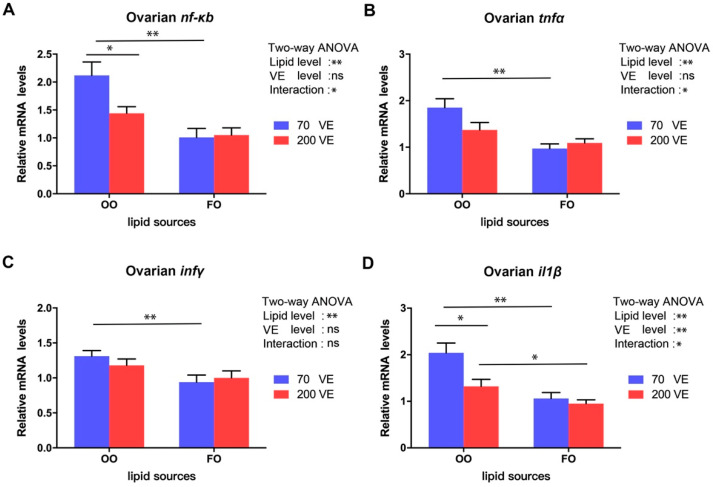 A
Ovarian nf-κb
**
*
Two-way ANOVA
Lipid level :**
VE level :ns
Interaction :*
70 VE
200 VE
Relative mRNA levels
2.5
2.0
1.5
1.0
0.5
0.0
OO
FO
lipid sources
B
Ovarian tnfα
**
Two-way ANOVA
Lipid level :**
VE level :ns
Interaction :*
70 VE
200 VE
Relative mRNA levels
3
2
1
0
OO
FO
lipid sources
C
Ovarian infγ
**
Two-way ANOVA
Lipid level :**
VE level : ns
Interaction : ns
70 VE
200 VE
Relative mRNA levels
2.0
1.5
1.0
0.5
0.0
OO
FO
lipid sources
D
Ovarian il1β
**
*
*
Two-way ANOVA
Lipid level :**
VE level :**
Interaction :*
70 VE
200 VE
Relative mRNA levels
3
2
1
0
OO
FO
lipid sources